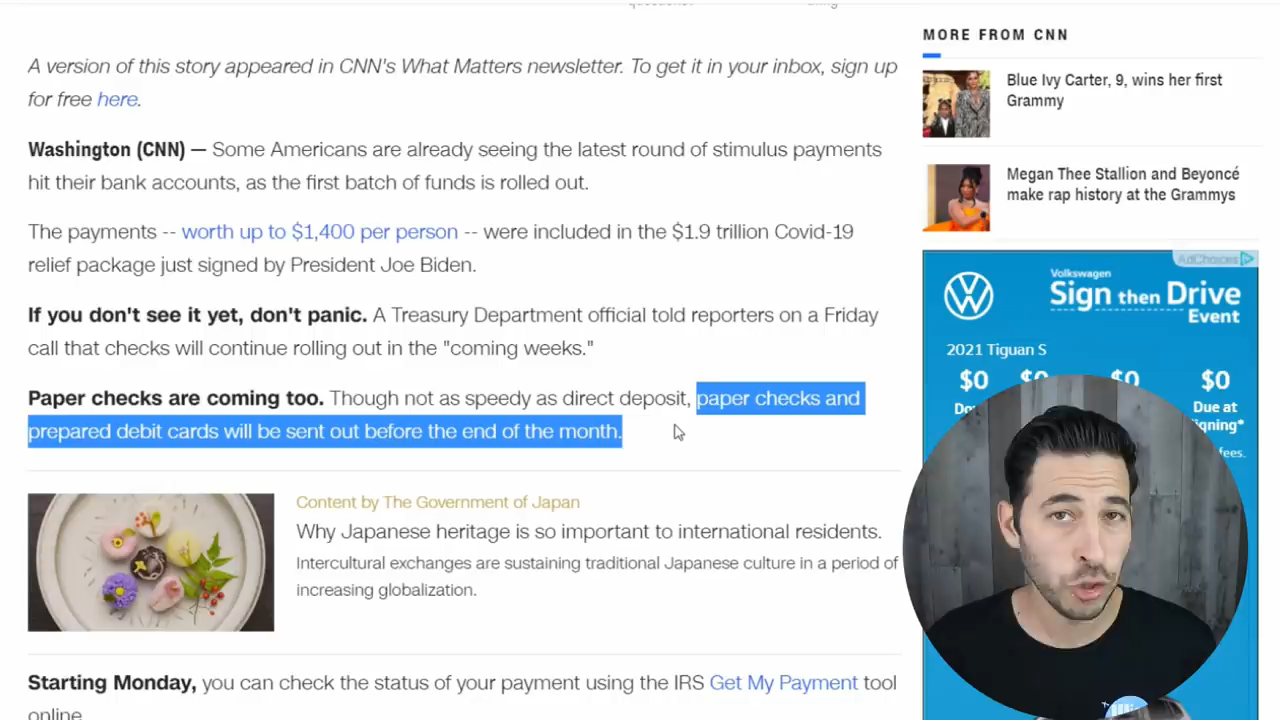 A version of this story appeared in CNN's What Matters newsletter. To get it in your inbox, sign up
for free here.
Washington (CNN) — Some Americans are already seeing the latest round of stimulus payments
hit their bank accounts, as the first batch of funds is rolled out.
The payments -- worth up to $1,400 per person -- were included in the $1.9 trillion Covid-19
relief package just signed by President Joe Biden.
If you don't see it yet, don't panic. A Treasury Department official told reporters on a Friday
call that checks will continue rolling out in the "coming weeks."
Paper checks are coming too. Though not as speedy as direct deposit, paper checks and
prepared debit cards will be sent out before the end of the month.
Content by The Government of Japan
Why Japanese heritage is so important to international residents.
Intercultural exchanges are sustaining traditional Japanese culture in a period of
increasing globalization.
Starting Monday, you can check the status of your payment using the IRS Get My Payment tool
online.
MORE FROM CNN
Blue Ivy Carter, 9, wins her first
Grammy
Megan Thee Stallion and Beyoncé
make rap history at the Grammys
AdChoices
Volkswagen
Sign then Drive
Event
2021 Tiguan S
$0 $0 $0 $0
Due at
fees.